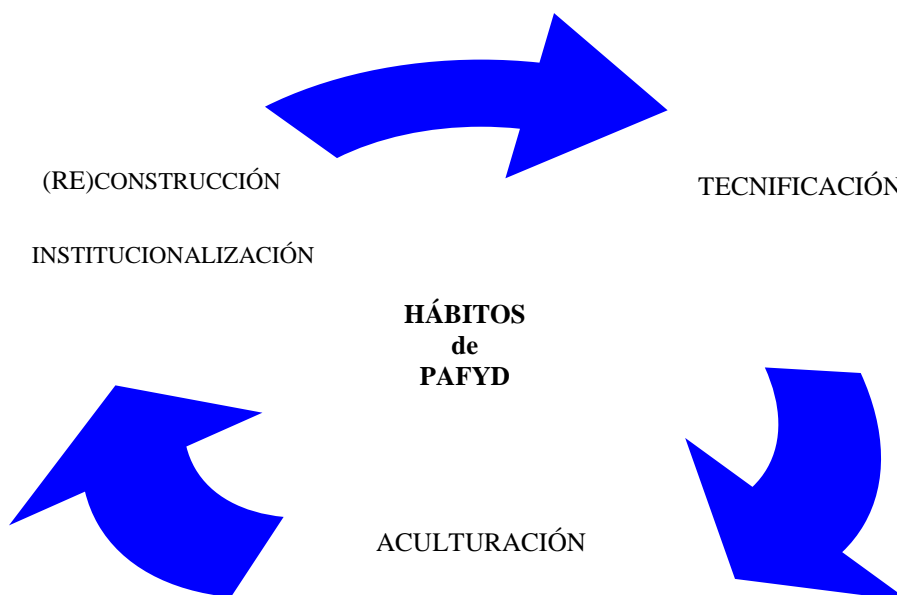 (RE)CONSTRUCCIÓN
TECNIFICACIÓN
INSTITUCIONALIZACIÓN
HÁBITOS
de
PAFYD
ACULTURACIÓN